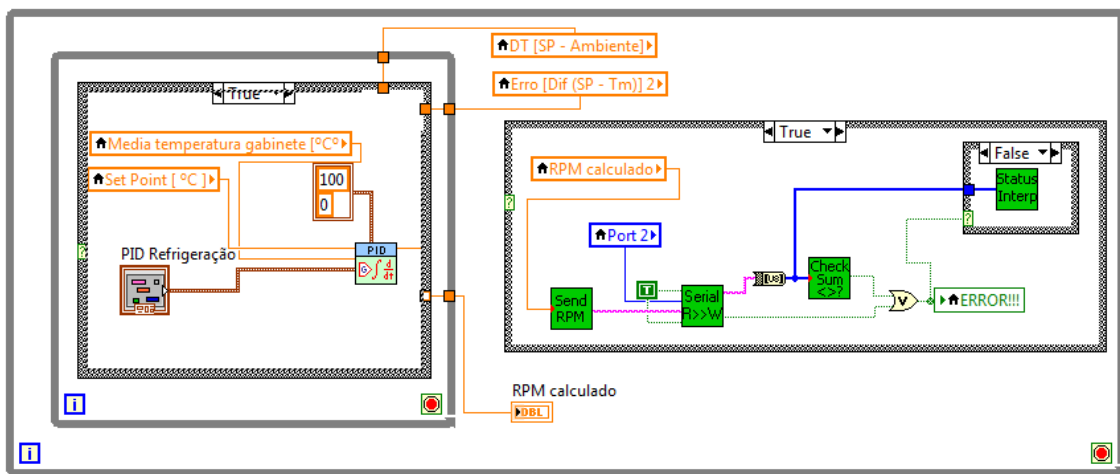 DT [SP - Ambiente]
Erro [Dif (SP - Tm)] 2
True
Media temperatura gabinete [ºCº
Set Point [ ºC ]
100
0
PID Refrigeração
PID
d
dt
G
i
True
RPM calculado
Port 2
T
Send
RPM
Serial
R>>W
[U8]
Check
Sum
<>?
V
ERROR!!!
False
Status
Interp
?
?
?
RPM calculado
DBL
i